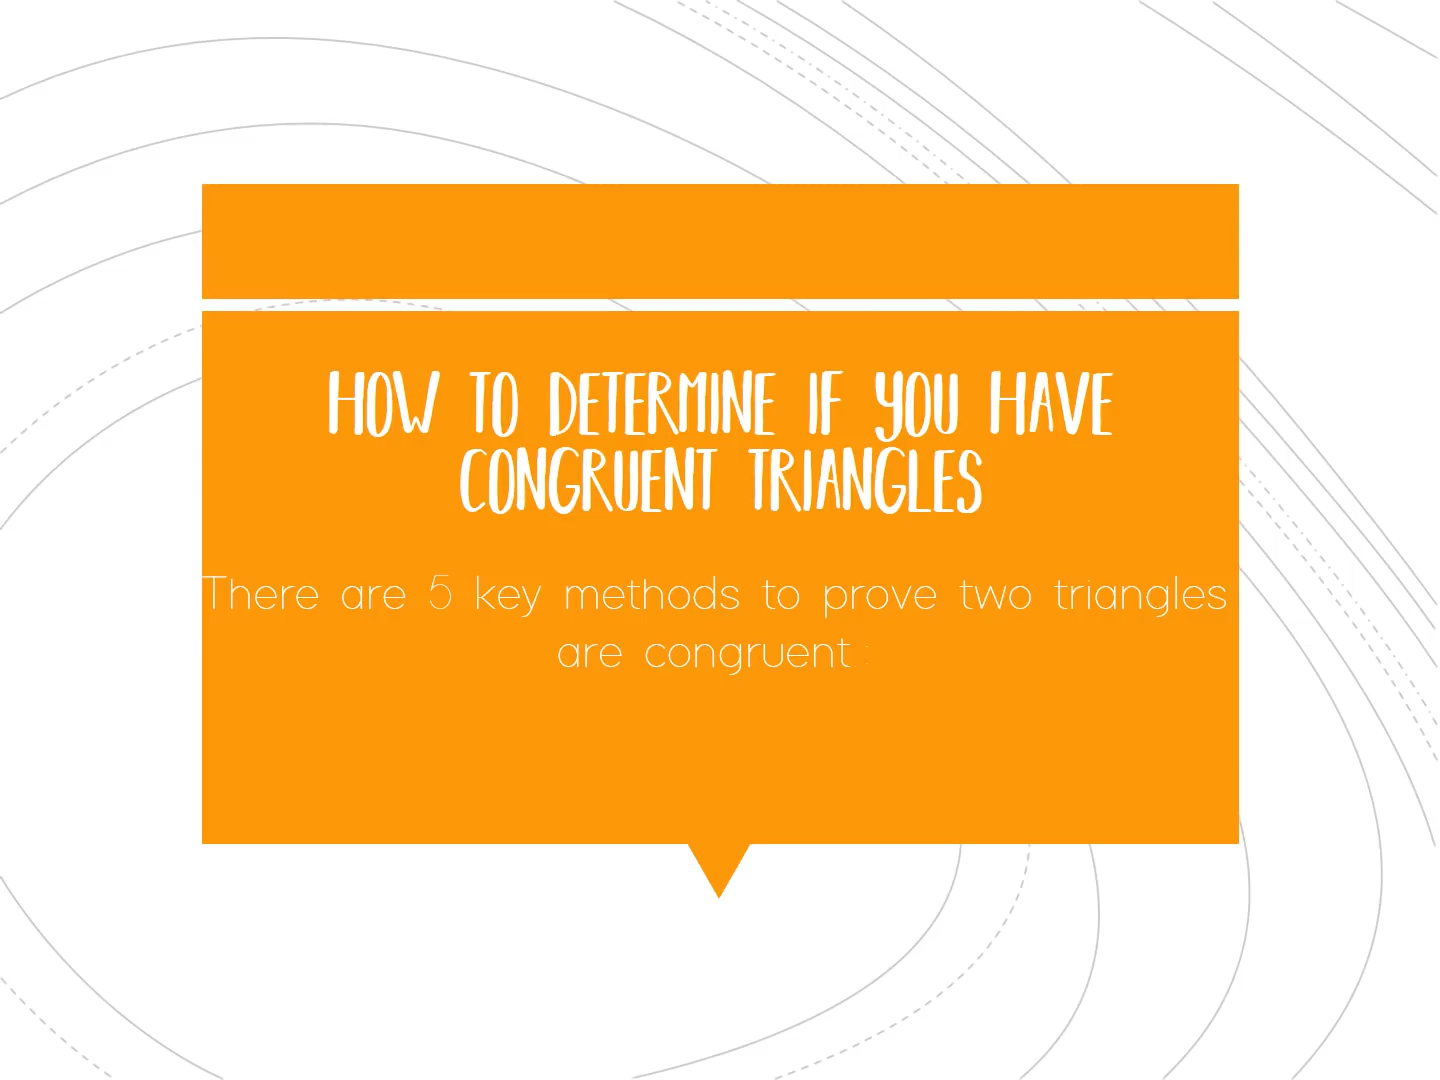 HOW TO DETERMINE IF YOU HAVE
CONGRUENT TRIANGLES
There are 5 key methods to prove two triangles
are congruent :